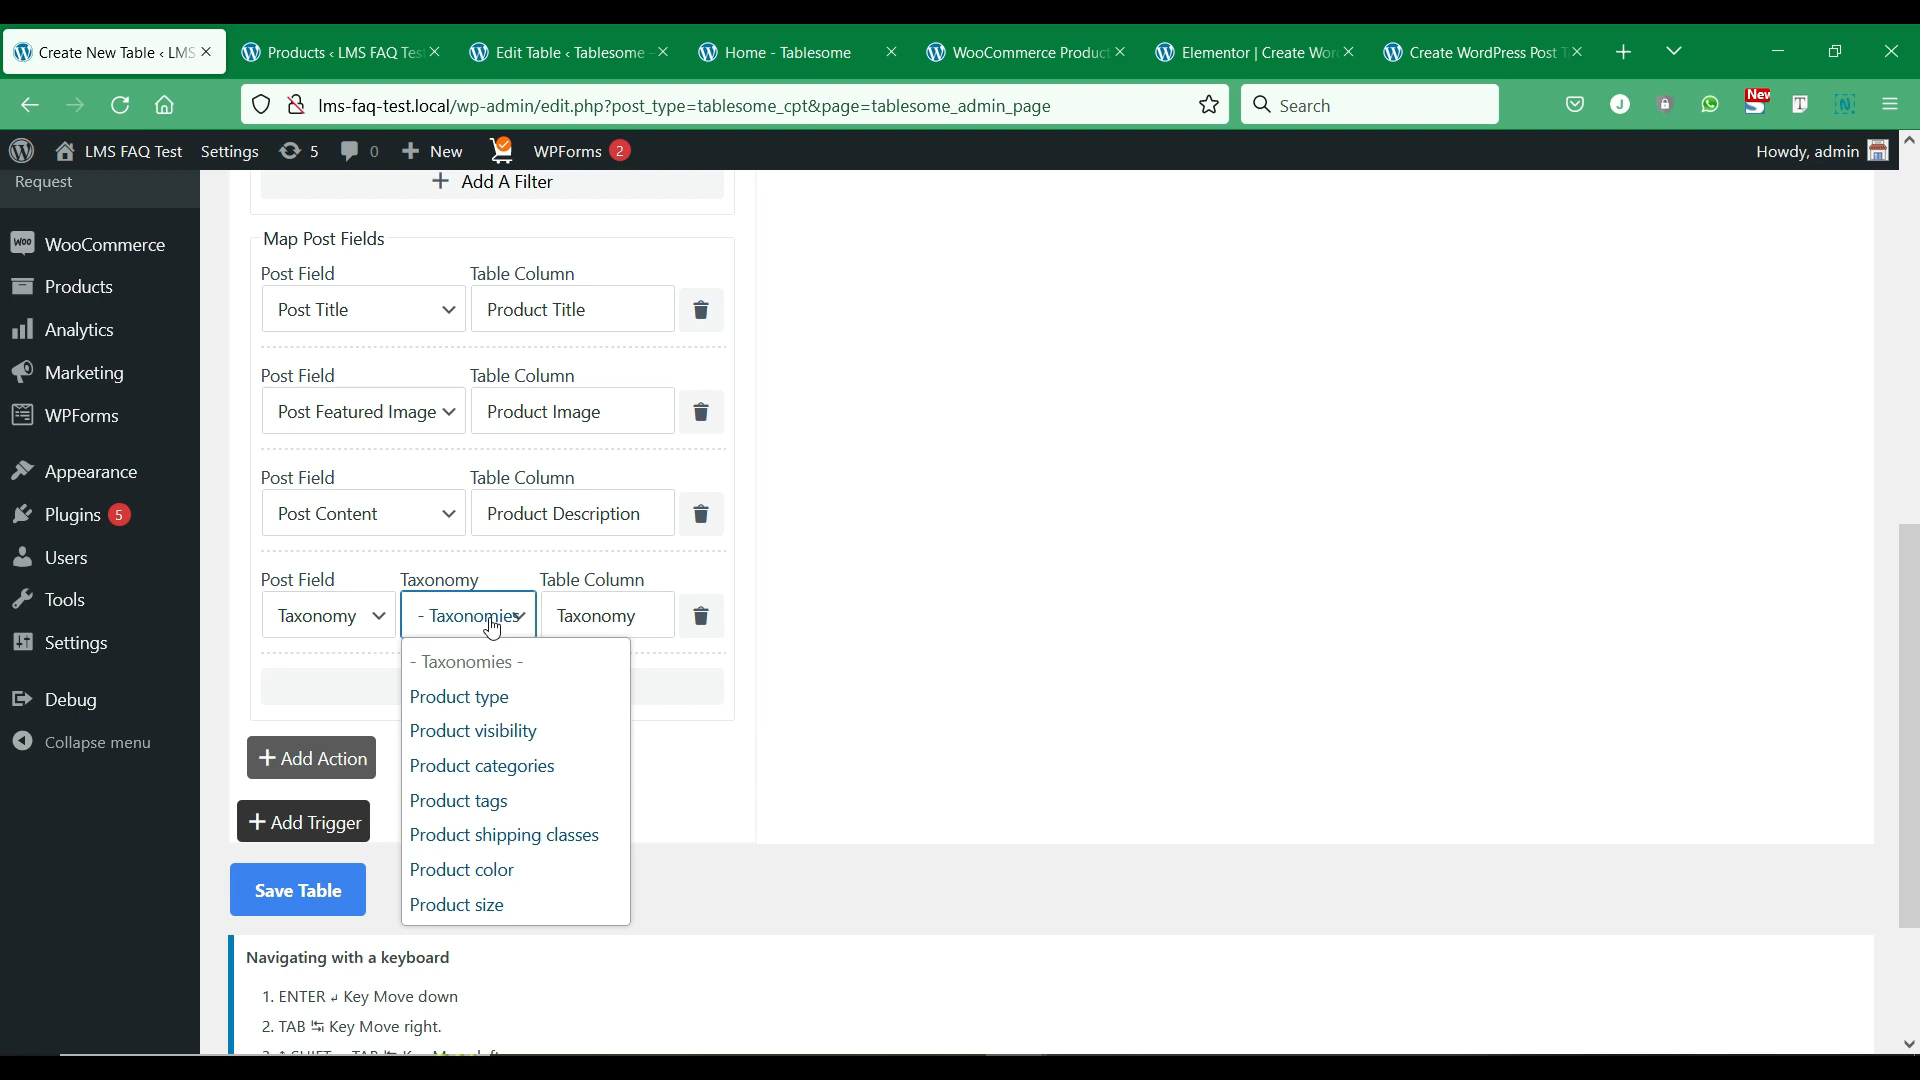 Create New Table ‹ LMS
Products ‹ LMS FAQ Tes
Edit Table ‹ Tablesome —
Home - Tablesome
WooCommerce Product
Elementor | Create Wor
Create WordPress Post T
lms-faq-test.local/wp-admin/edit.php?post_type=tablesome_cpt&page=tablesome_admin_page
Search
J
New
T
N
LMS FAQ Test
Settings
5
0
New
WPForms 2
Howdy, admin
Request
WooCommerce
Products
Analytics
Marketing
WPForms
Appearance
Plugins 5
Users
Tools
Settings
Debug
Collapse menu
+ Add A Filter
Map Post Fields
Post Field Table Column
Post Title Product Title
Post Field Table Column
Post Featured Image Product Image
Post Field Table Column
Post Content Product Description
Post Field Taxonomy Table Column
Taxonomy - Taxonomies Taxonomy
- Taxonomies -
Product type
Product visibility
Product categories
Product tags
Product shipping classes
Product color
Product size
+ Add Action
+ Add Trigger
Save Table
Navigating with a keyboard
1. ENTER ↲ Key Move down
2. TAB ↹ Key Move right.